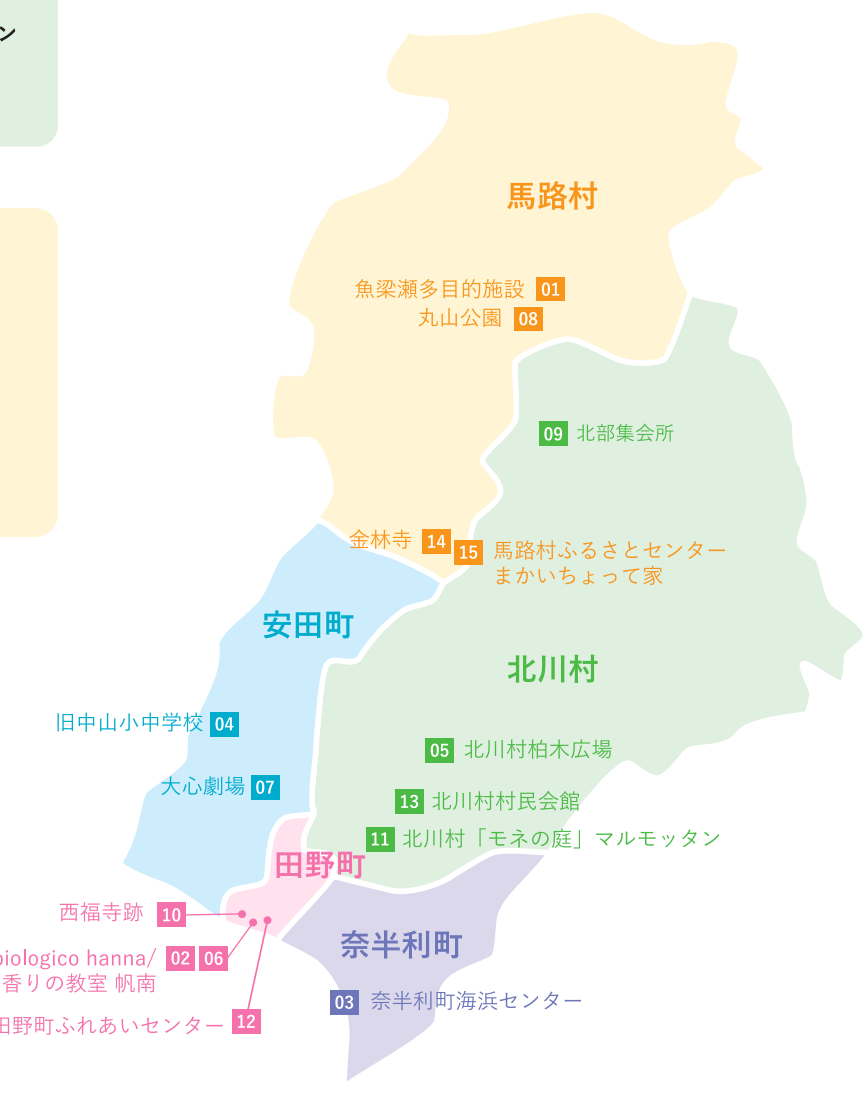 ン
馬路村
魚梁瀬多目的施設 01
丸山公園 08
09 北部集会所
金林寺 14
15 馬路村ふるさとセンター
まかいちょって家
安田町
北川村
旧中山小中学校 04
05 北川村柏木広場
大心劇場 07
13 北川村村民会館
11 北川村「モネの庭」マルモッタン
田野町
西福寺跡 10
奈半利町
biologico hanna/ 02 06
香りの教室 帆南
03 奈半利町海浜センター
田野町ふれあいセンター 12